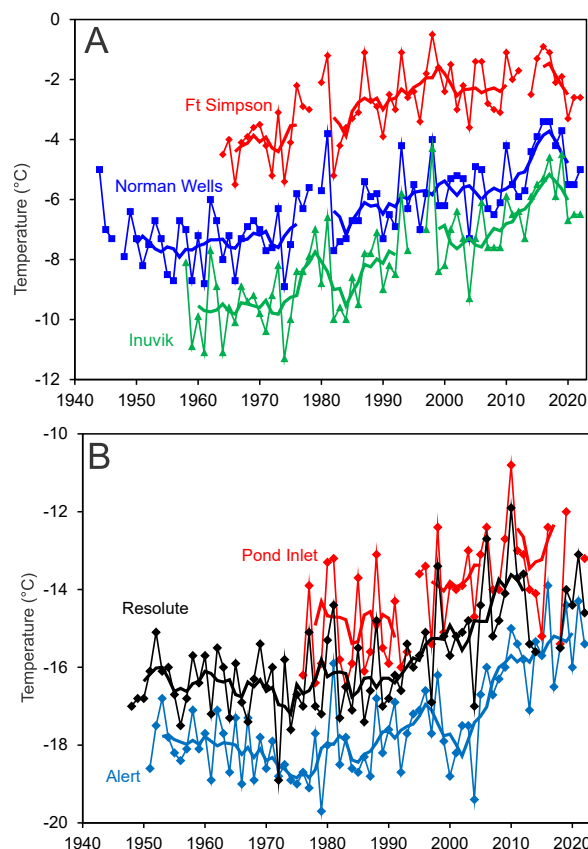 A
0
-2
-4
-6
-8
-10
-12
Temperature (°C)
Ft Simpson
Norman Wells
Inuvik
1940 1950 1960 1970 1980 1990 2000 2010 2020
B
-10
-12
-14
-16
-18
-20
Temperature (°C)
Pond Inlet
Resolute
Alert
1940 1950 1960 1970 1980 1990 2000 2010 2020